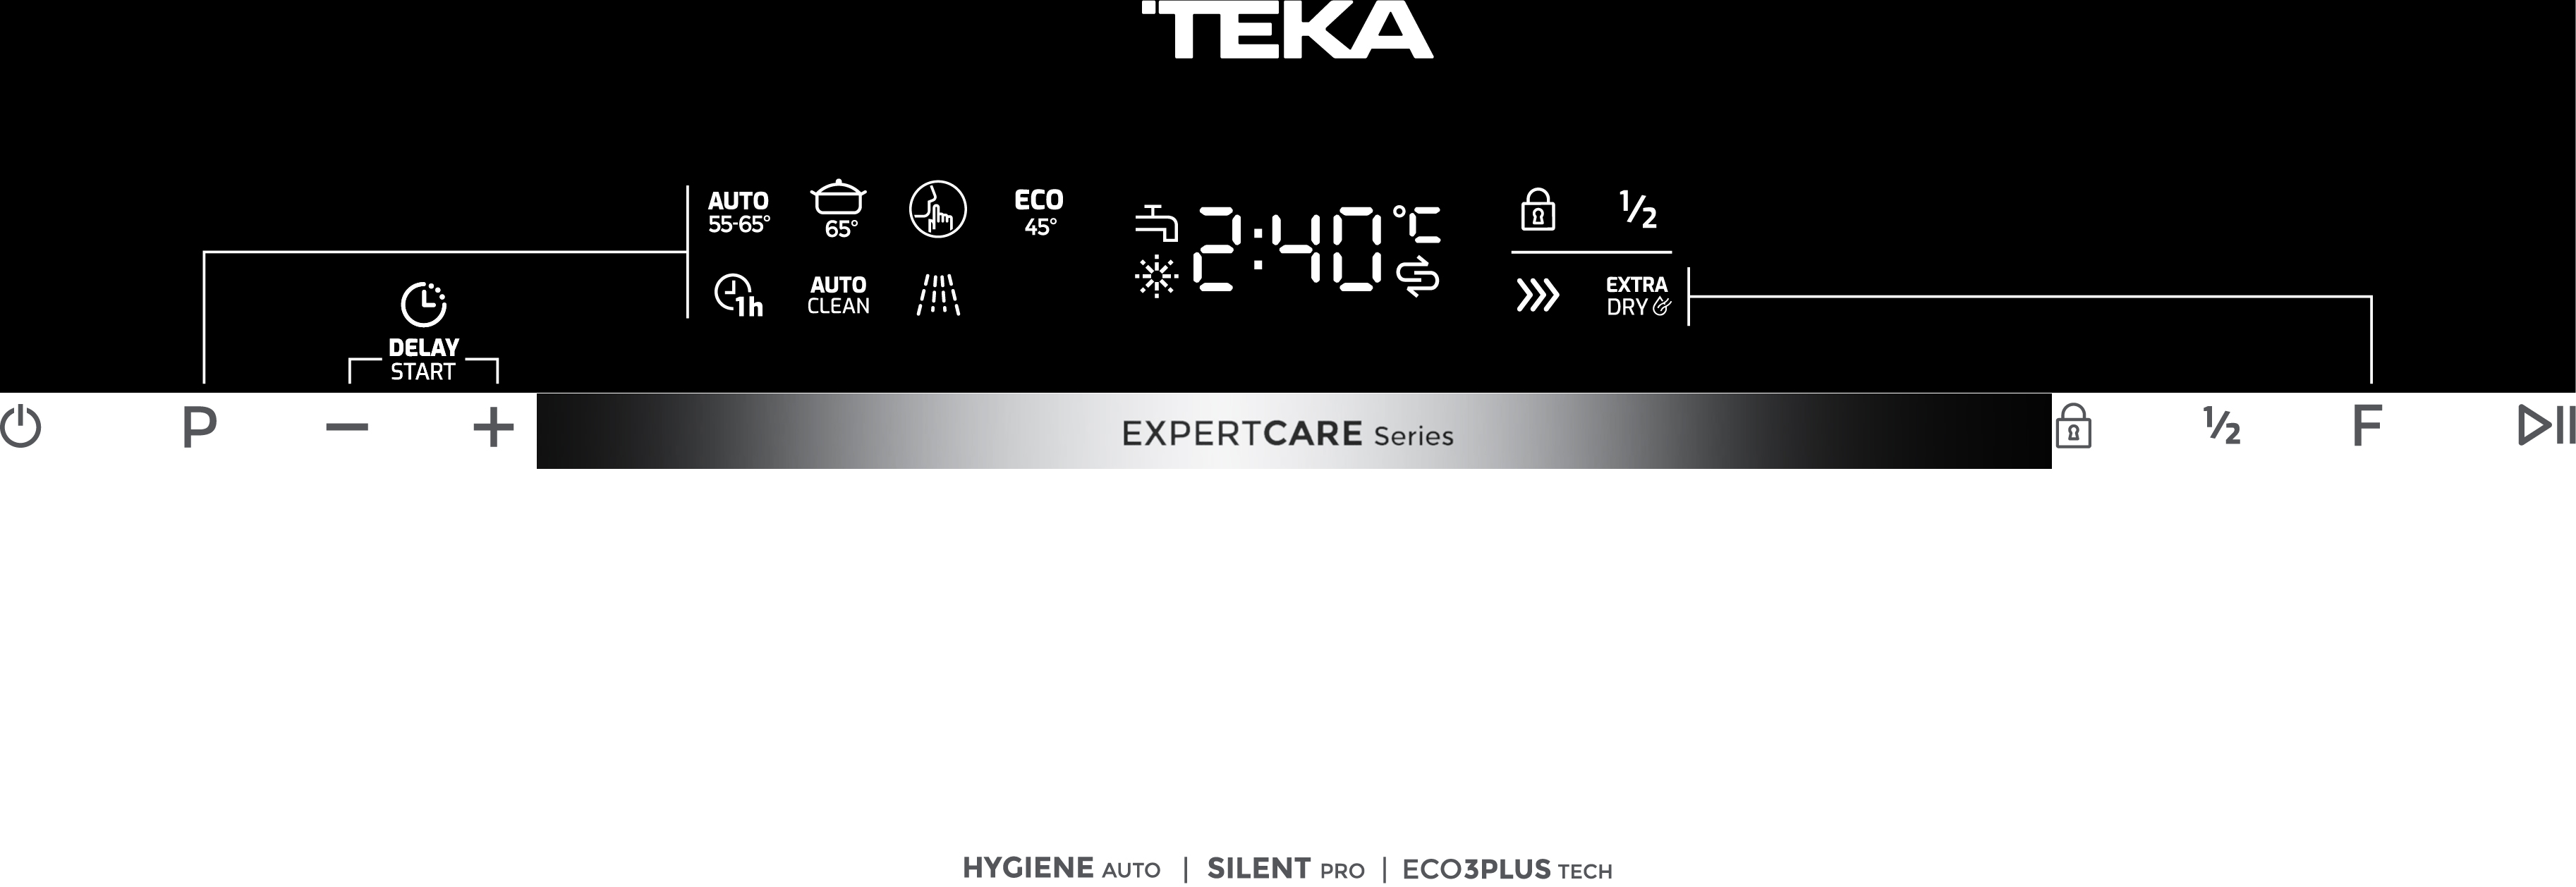 TEKA
AUTO
55-65°
65°
ECO
45°
1h
AUTO
CLEAN
2:40 °C
1/2
EXTRA
DRY
DELAY
START
P
F
1/2
EXPERTCARE Series
HYGIENE AUTO | SILENT PRO | ECO3PLUS TECH